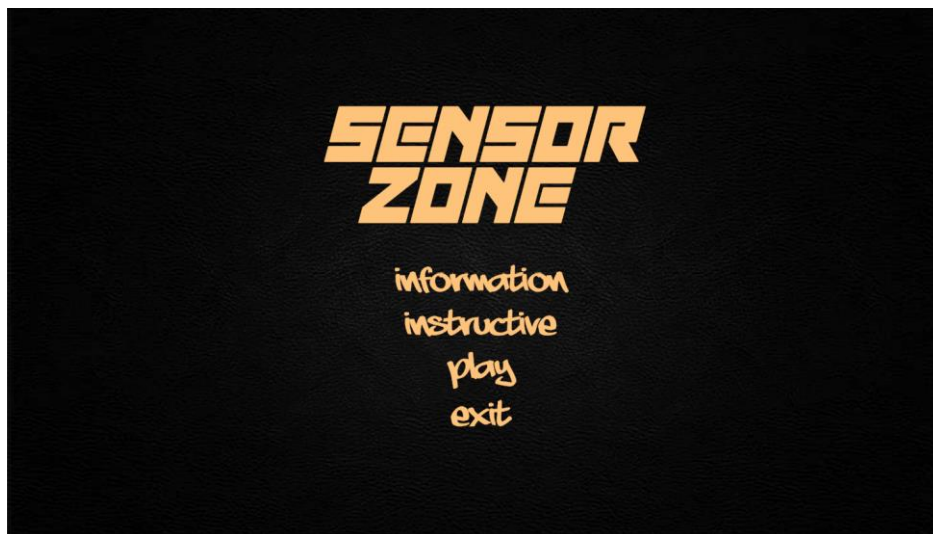 SENSOR
ZONE
information
instructive
play
exit